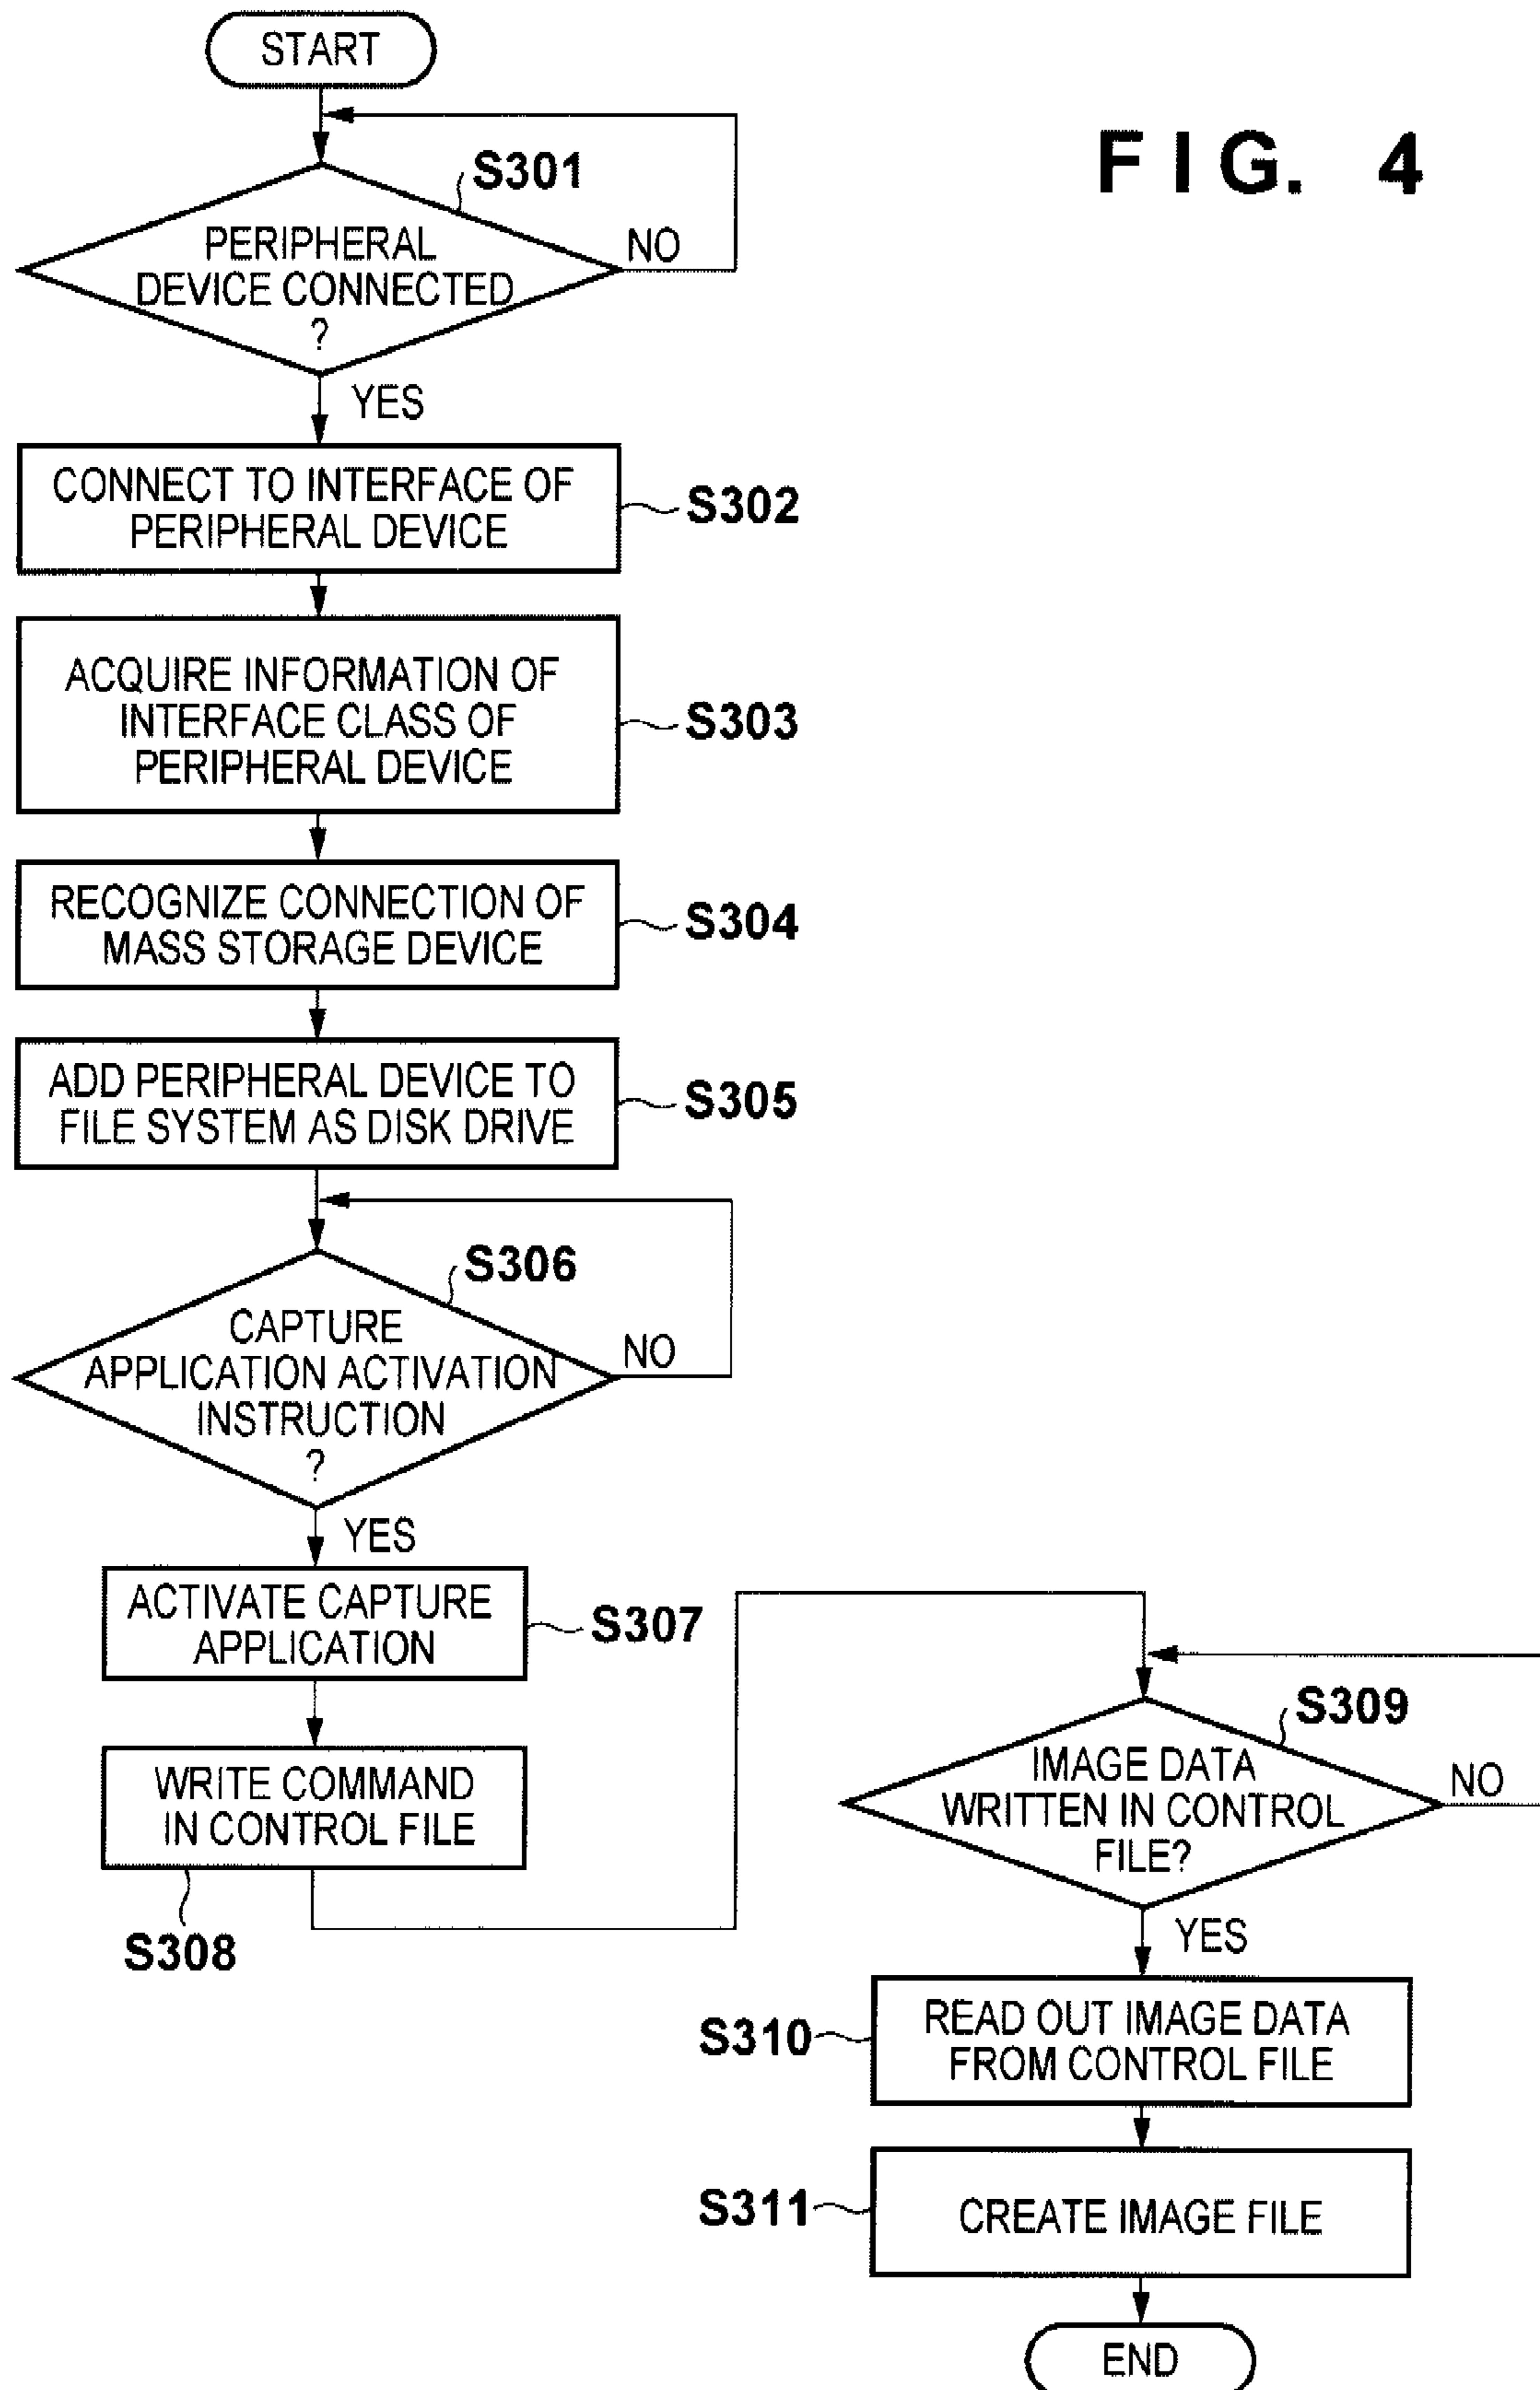 START
FIG. 4
S301
PERIPHERAL
DEVICE CONNECTED
?
NO
YES
CONNECT TO INTERFACE OF
PERIPHERAL DEVICE
S302
ACQUIRE INFORMATION OF
INTERFACE CLASS OF
PERIPHERAL DEVICE
S303
RECOGNIZE CONNECTION OF
MASS STORAGE DEVICE
S304
ADD PERIPHERAL DEVICE TO
FILE SYSTEM AS DISK DRIVE
S305
S306
CAPTURE
APPLICATION ACTIVATION
INSTRUCTION
?
NO
YES
ACTIVATE CAPTURE
APPLICATION
S307
WRITE COMMAND
IN CONTROL FILE
S308
S309
IMAGE DATA
WRITTEN IN CONTROL
FILE?
NO
YES
S310
READ OUT IMAGE DATA
FROM CONTROL FILE
S311
CREATE IMAGE FILE
END